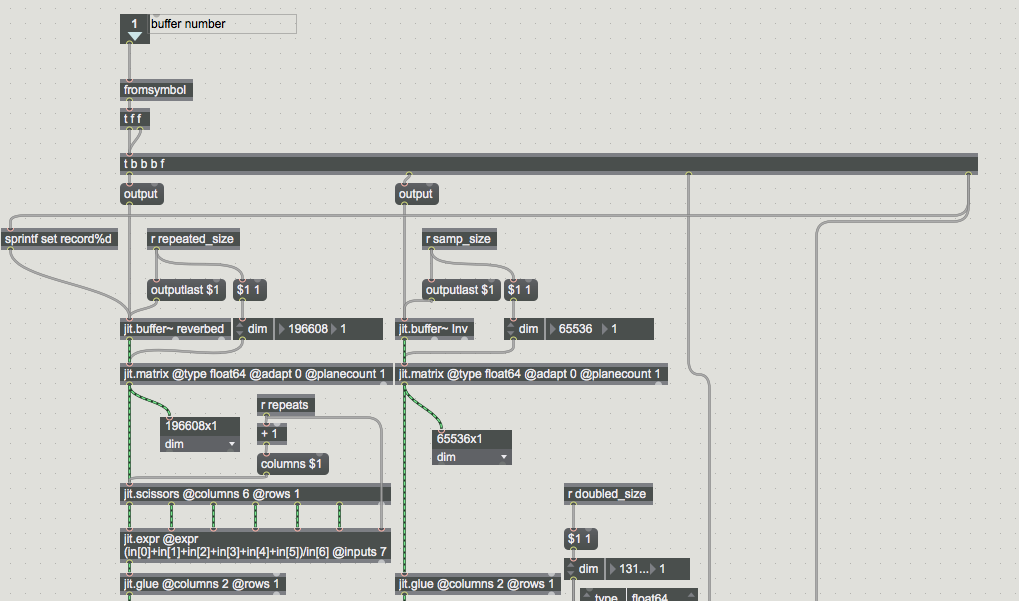 1 buffer number
fromsymbol
t f f
t b b b f
output output
sprintf set record%d r repeated_size r samp_size
outputlast $1 $1 1 outputlast $1 $1 1
jit.buffer~ reverbed dim 196608 1 jit.buffer~ Inv dim 65536 1
jit.matrix @type float64 @adapt 0 @planecount 1 jit.matrix @type float64 @adapt 0 @planecount 1
r repeats
196608x1
+ 1 65536x1
dim
columns $1 dim
jit.scissors @columns 6 @rows 1 r doubled_size
jit.expr @expr $1 1
(in[0]+in[1]+in[2]+in[3]+in[4]+in[5])/in[6] @inputs 7
dim 131... 1
jit.glue @columns 2 @rows 1 jit.glue @columns 2 @rows 1
type float64